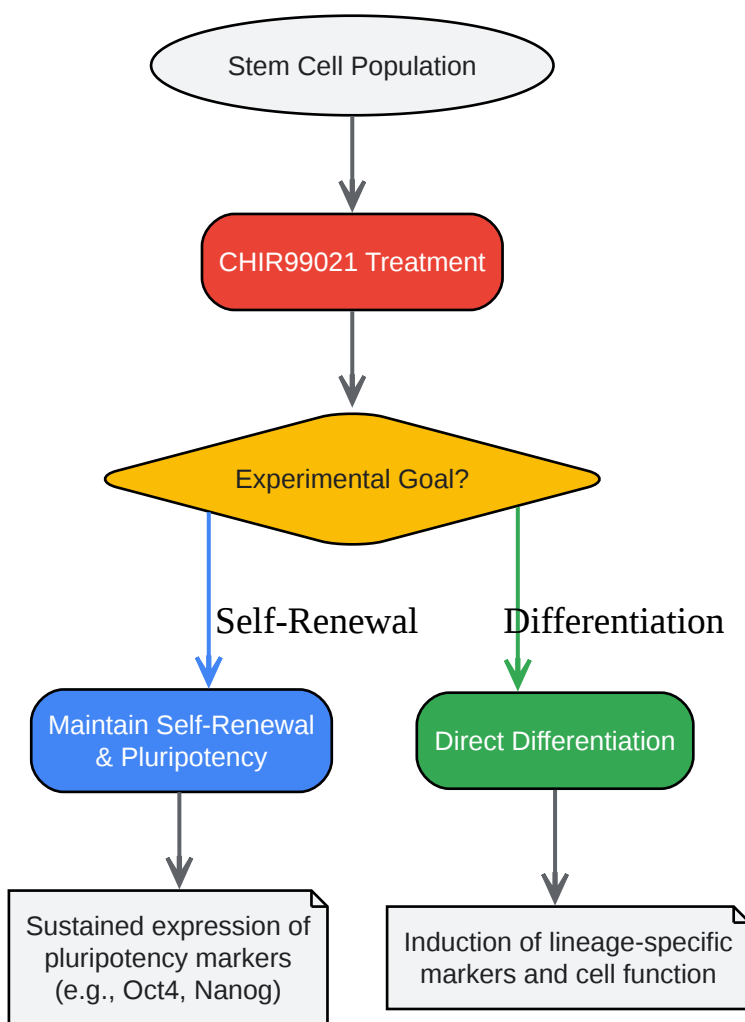 Stem Cell Population
CHIR99021 Treatment
Experimental Goal?
Self-Renewal
Differentiation
Maintain Self-Renewal
& Pluripotency
Direct Differentiation
Sustained expression of
pluripotency markers
(e.g., Oct4, Nanog)
Induction of lineage-specific
markers and cell function